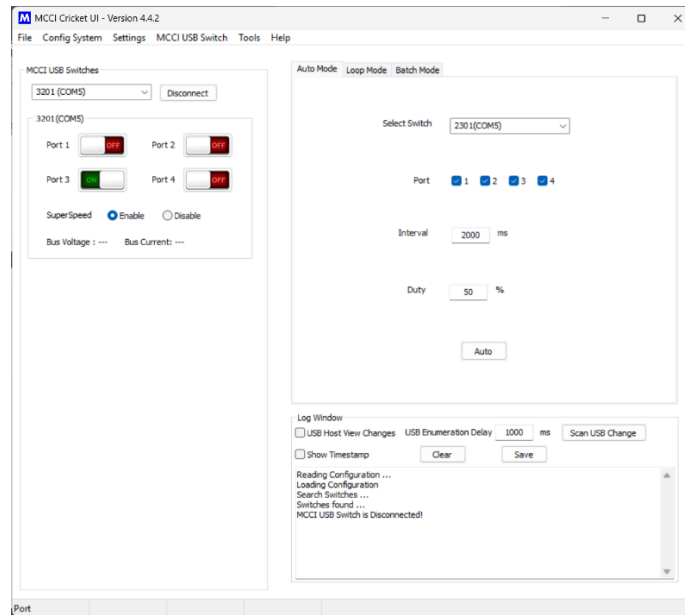 M MCCI Cricket UI - Version 4.4.2
File Config System Settings MCCI USB Switch Tools Help
MCCI USB Switches
3201 (COM5) Disconnect
3201(COM5)
Port 1 OFF Port 2 OFF
Port 3 ON Port 4 OFF
SuperSpeed Enable Disable
Bus Voltage : --- Bus Current: ---
Auto Mode Loop Mode Batch Mode
Select Switch 2301(COM5)
Port 1 2 3 4
Interval 2000 ms
Duty 50 %
Auto
Log Window
USB Host View Changes USB Enumeration Delay 1000 ms Scan USB Change
Show Timestamp Clear Save
Reading Configuration ...
Loading Configuration
Search Switches ...
Switches found ...
MCCI USB Switch is Disconnected!
Port